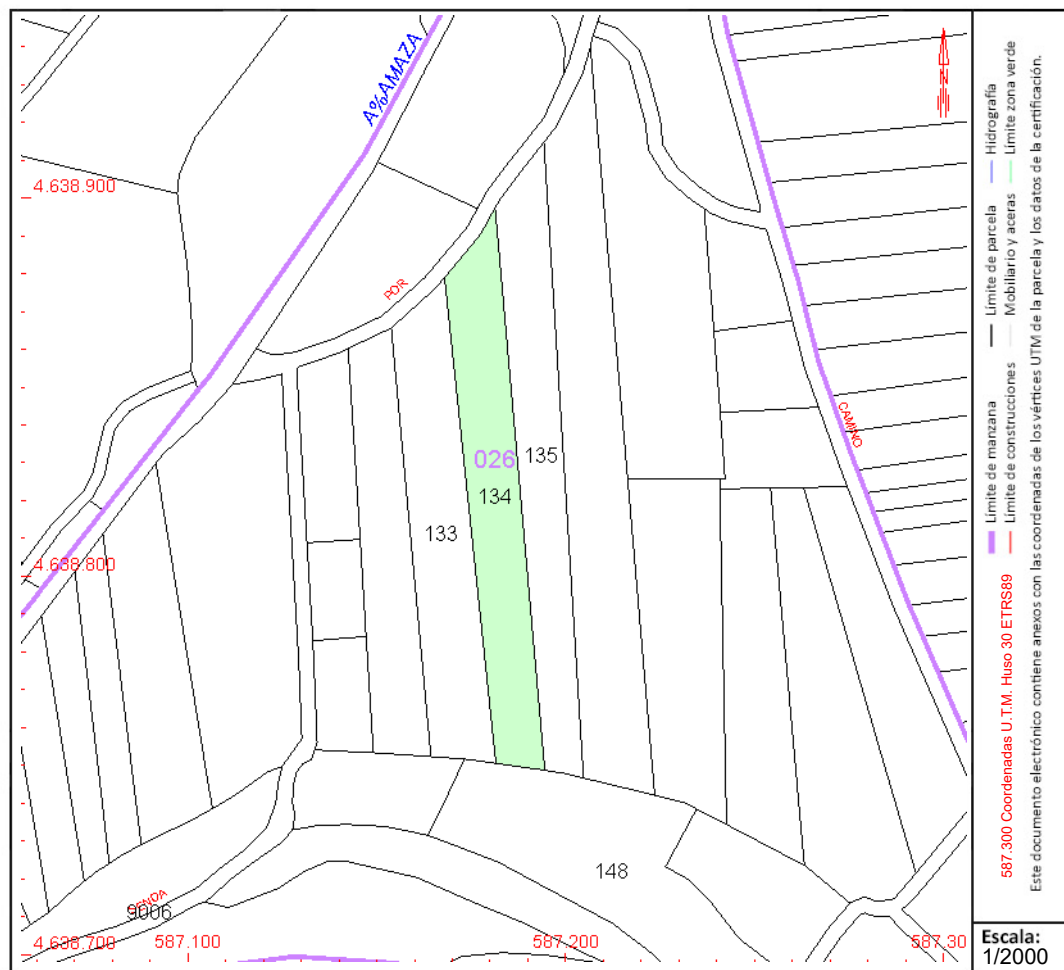 A%AMAZA
4.638.900
POR
CAMINO
026
135
134
133
4.638.800
148
ENDA
9006
4.638.700
587.100
587.200
587.30
N
Límite de manzana
Límite de parcela
Hidrografía
Límite de construcciones
Mobiliario y aceras
Límite zona verde
587.300 Coordenadas U.T.M. Huso 30 ETRS89
Este documento electrónico contiene anexos con las coordenadas de los vértices UTM de la parcela y los datos de la certificación.
Escala:
1/2000